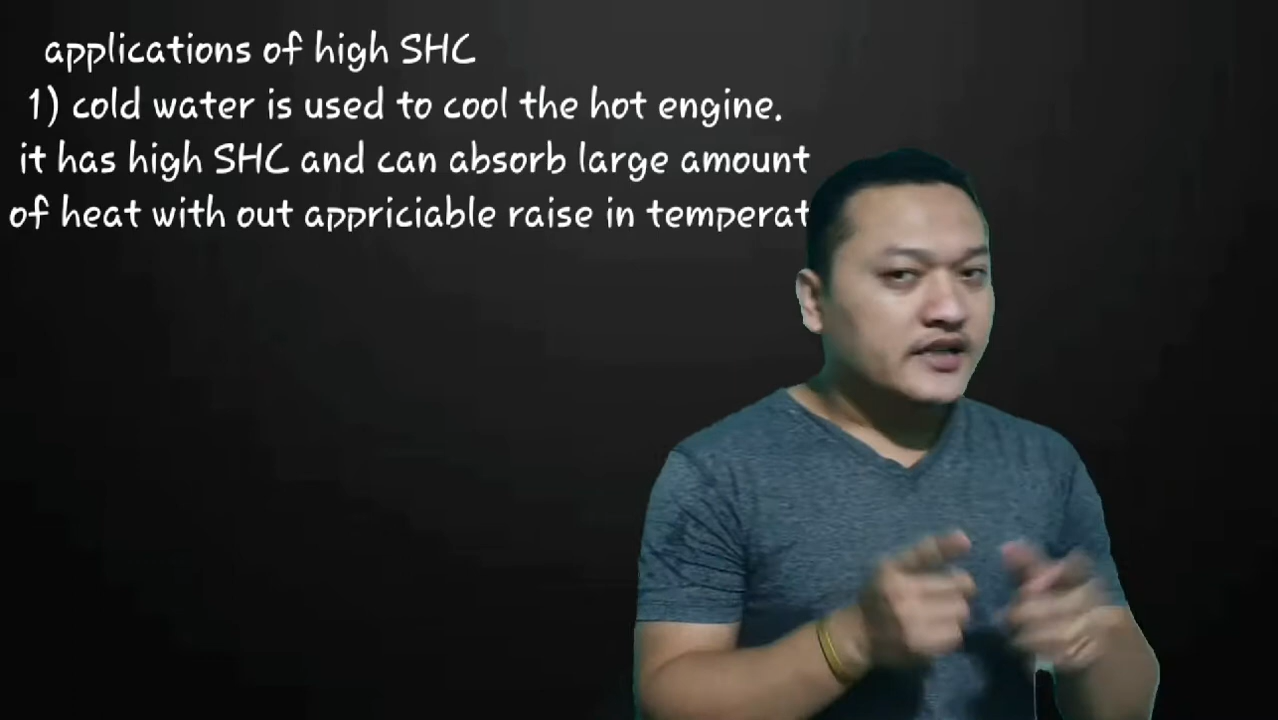 applications of high SHC
1) cold water is used to cool the hot engine.
it has high SHC and can absorb large amount
of heat with out appriciable raise in temperat